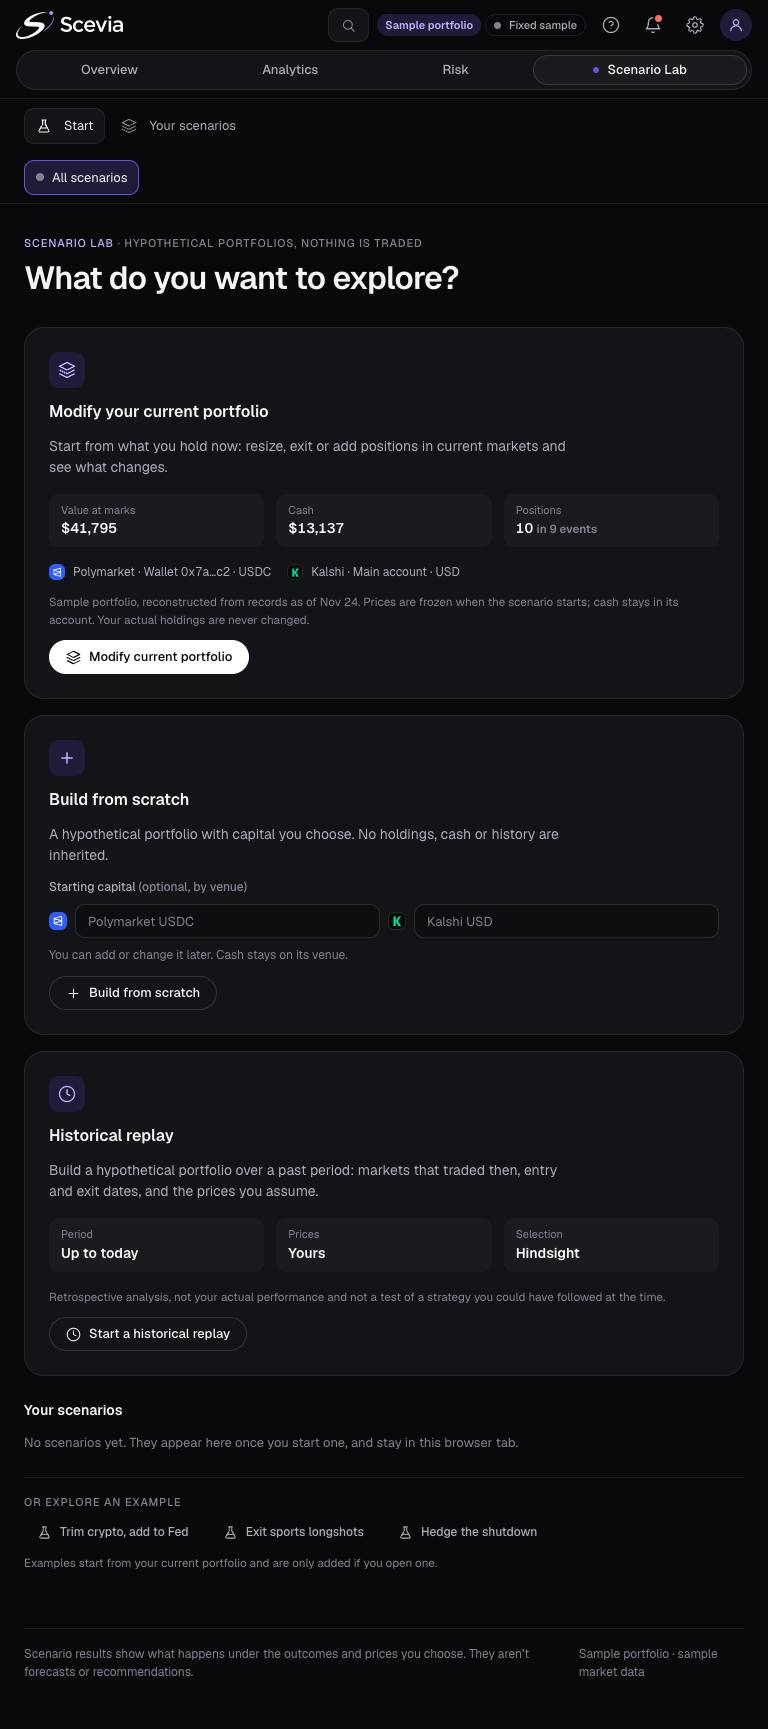 Scevia
Sample portfolio
Fixed sample
Overview
Analytics
Risk
Scenario Lab
Start
Your scenarios
All scenarios
SCENARIO LAB · HYPOTHETICAL PORTFOLIOS, NOTHING IS TRADED
What do you want to explore?
Modify your current portfolio
Start from what you hold now: resize, exit or add positions in current markets and
see what changes.
Value at marks
$41,795
Cash
$13,137
Positions
10 in 9 events
Polymarket · Wallet 0x7a…c2 · USDC
K
Kalshi · Main account · USD
Sample portfolio, reconstructed from records as of Nov 24. Prices are frozen when the scenario starts; cash stays in its
account. Your actual holdings are never changed.
Modify current portfolio
Build from scratch
A hypothetical portfolio with capital you choose. No holdings, cash or history are
inherited.
Starting capital (optional, by venue)
Polymarket USDC
K
Kalshi USD
You can add or change it later. Cash stays on its venue.
Build from scratch
Historical replay
Build a hypothetical portfolio over a past period: markets that traded then, entry
and exit dates, and the prices you assume.
Period
Up to today
Prices
Yours
Selection
Hindsight
Retrospective analysis, not your actual performance and not a test of a strategy you could have followed at the time.
Start a historical replay
Your scenarios
No scenarios yet. They appear here once you start one, and stay in this browser tab.
OR EXPLORE AN EXAMPLE
Trim crypto, add to Fed
Exit sports longshots
Hedge the shutdown
Examples start from your current portfolio and are only added if you open one.
Scenario results show what happens under the outcomes and prices you choose. They aren't
forecasts or recommendations.
Sample portfolio · sample
market data